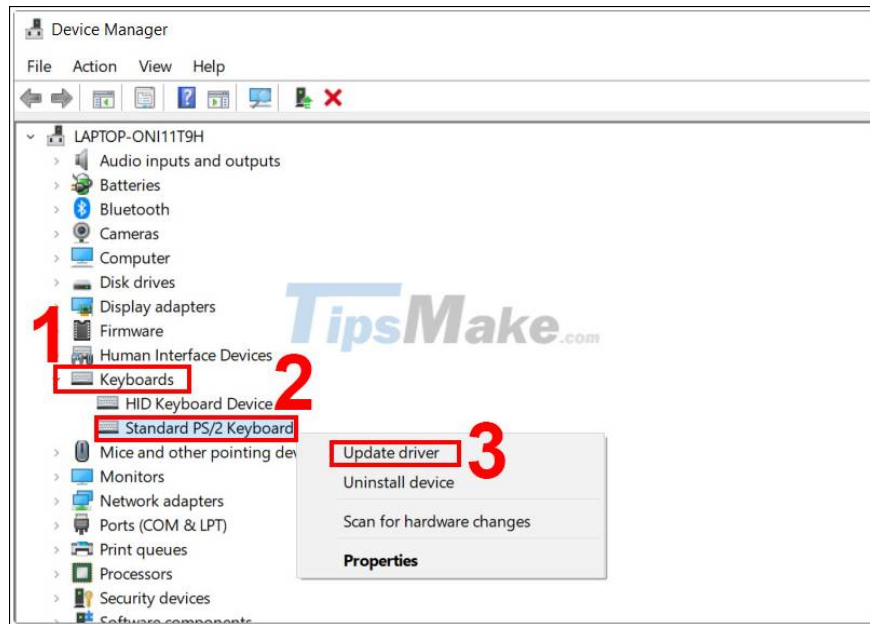 Device Manager
File Action View Help
LAPTOP-ONI11T9H
Audio inputs and outputs
Batteries
Bluetooth
Cameras
Computer
Disk drives
Display adapters
TipsMake.com
1
Firmware
Human Interface Devices
Keyboards
2
HID Keyboard Device
Standard PS/2 Keyboard
Mice and other pointing dev
Update driver
3
Uninstall device
Scan for hardware changes
Properties
Monitors
Network adapters
Ports (COM & LPT)
Print queues
Processors
Security devices
Software components